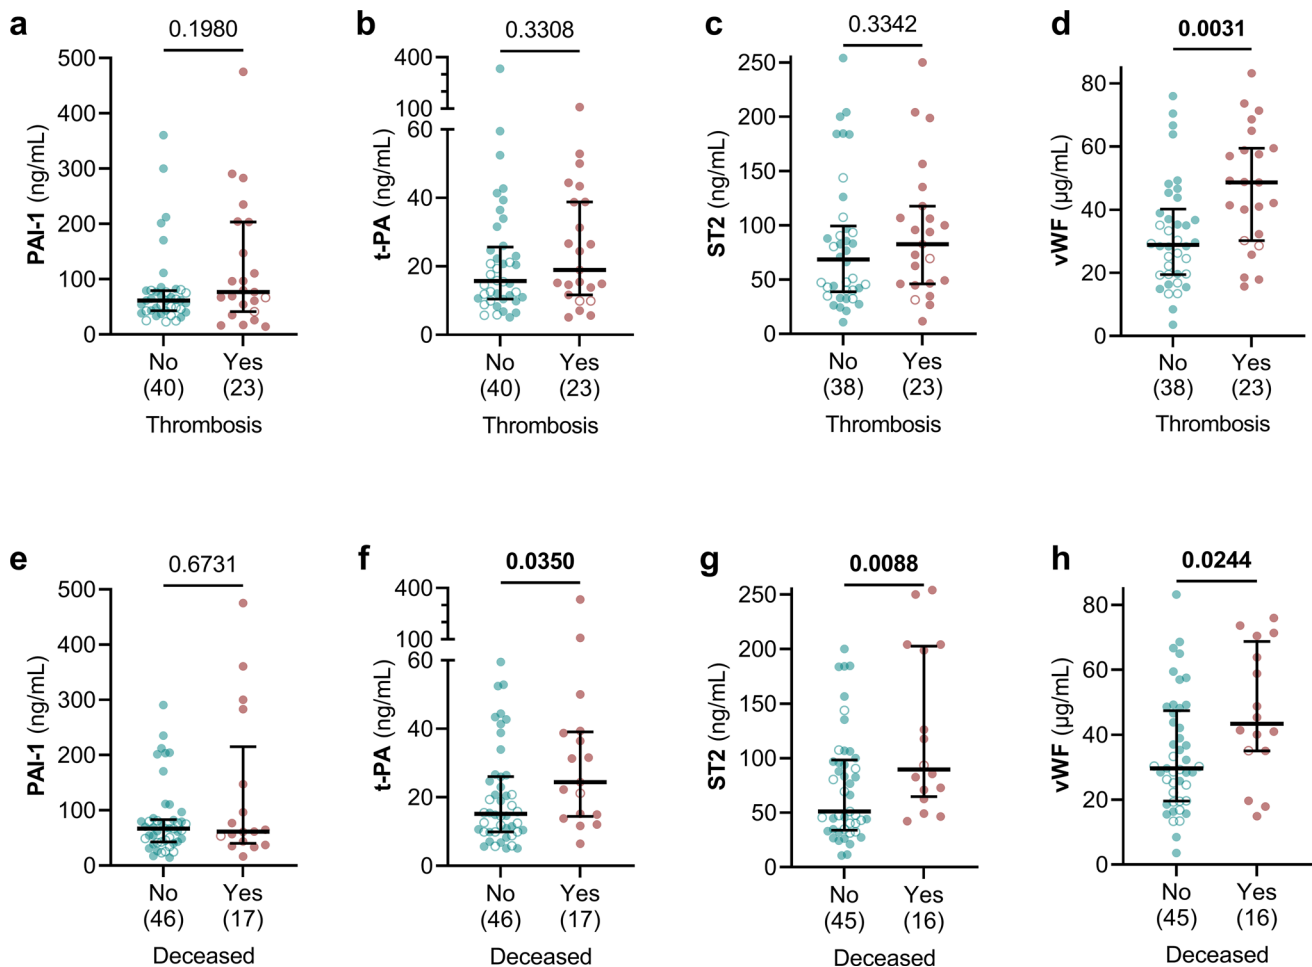 a
0.1980
PAI-1 (ng/mL)
500
400
300
200
100
0
No
Yes
(40)
(23)
Thrombosis
b
0.3308
t-PA (ng/mL)
400
100
60
40
20
0
No
Yes
(40)
(23)
Thrombosis
c
0.3342
ST2 (ng/mL)
250
200
150
100
50
0
No
Yes
(38)
(23)
Thrombosis
d
0.0031
vWF (µg/mL)
80
60
40
20
0
No
Yes
(38)
(23)
Thrombosis
e
0.6731
PAI-1 (ng/mL)
500
400
300
200
100
0
No
Yes
(46)
(17)
Deceased
f
0.0350
t-PA (ng/mL)
400
100
60
40
20
0
No
Yes
(46)
(17)
Deceased
g
0.0088
ST2 (ng/mL)
250
200
150
100
50
0
No
Yes
(45)
(16)
Deceased
h
0.0244
vWF (µg/mL)
80
60
40
20
0
No
Yes
(45)
(16)
Deceased